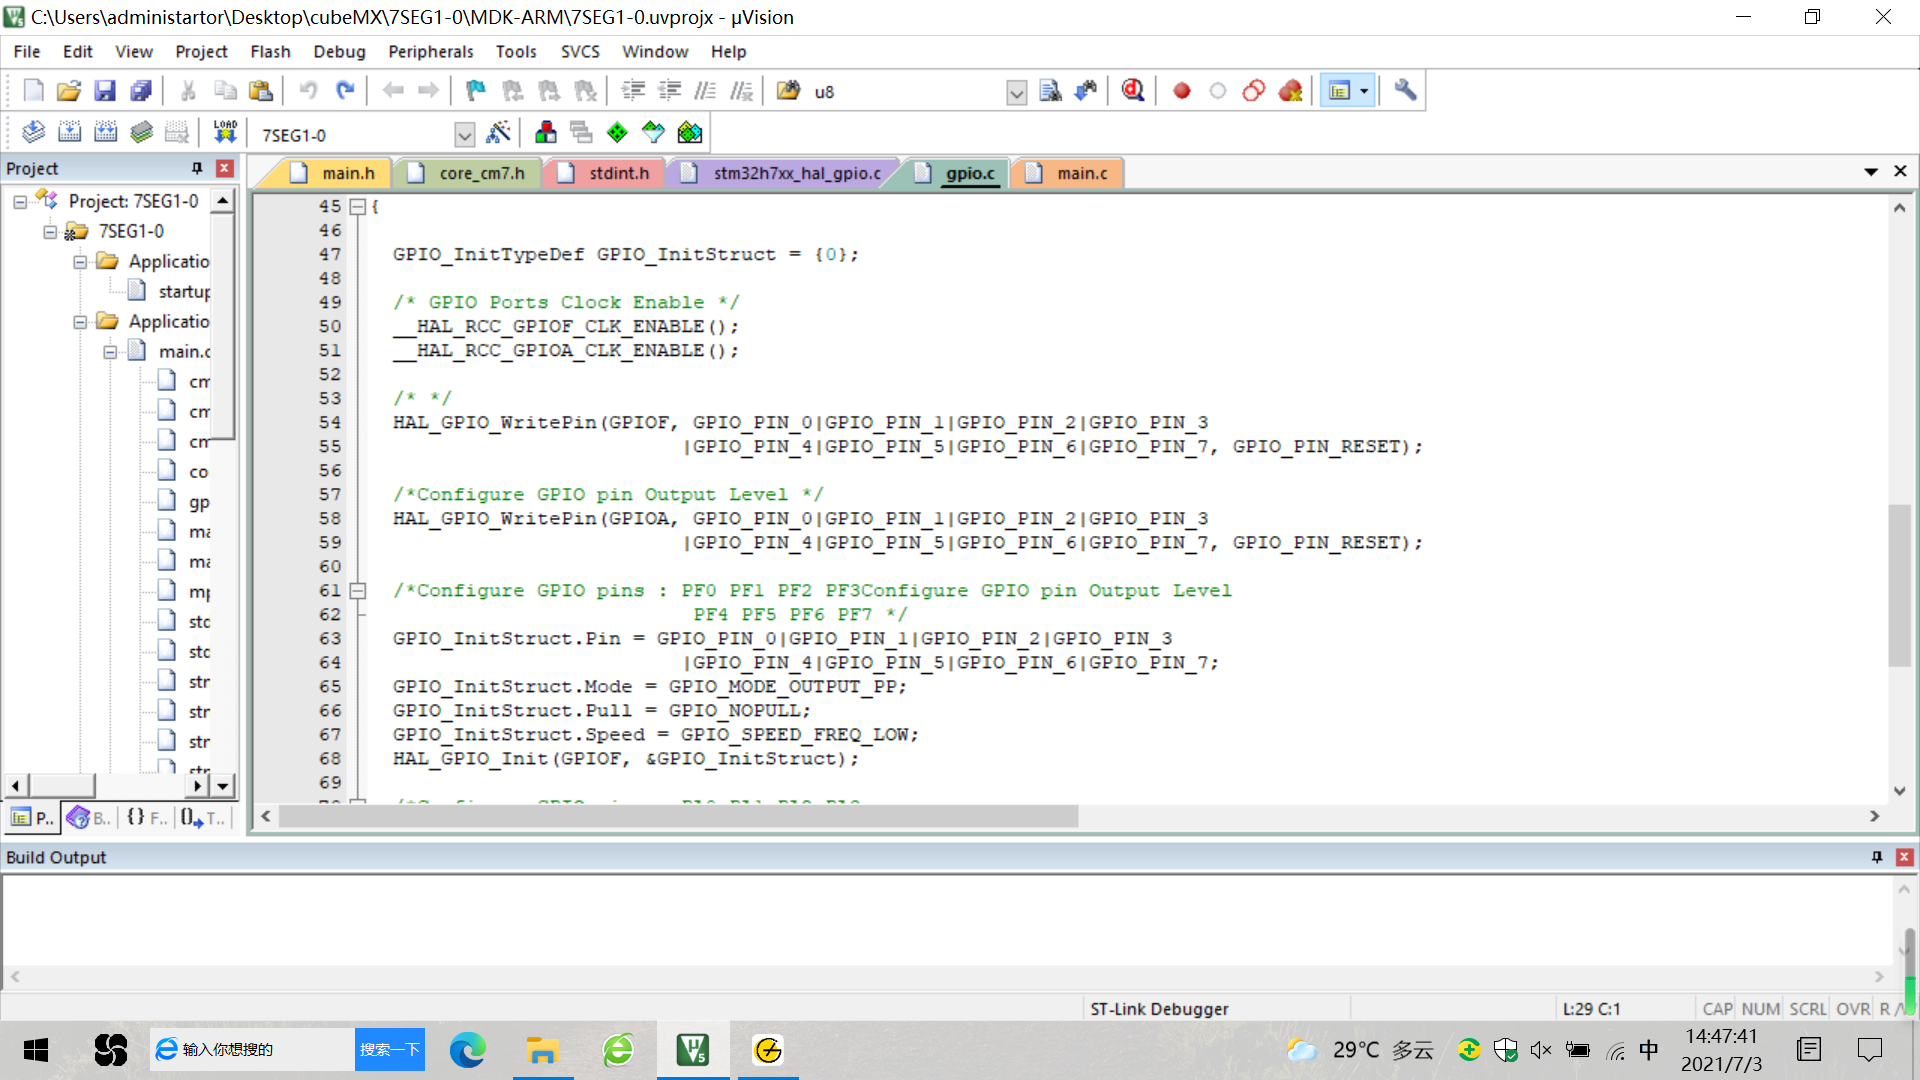 C:\Users\administartor\Desktop\cubeMX\7SEG1-0\MDK-ARM\7SEG1-0.uvprojx - µVision
File Edit View Project Flash Debug Peripherals Tools SVCS Window Help
u8
LOAD 7SEG1-0
Project
main.h core_cm7.h stdint.h stm32h7xx_hal_gpio.c gpio.c main.c
Project: 7SEG1-0
7SEG1-0
Applicatio
startup
Applicatio
main.c
cm
cm
cm
co
gp
ma
ma
mp
std
std
str
str
str
str
P.. B.. {} F.. T..
45 {
46
47 GPIO_InitTypeDef GPIO_InitStruct = {0};
48
49 /* GPIO Ports Clock Enable */
50 __HAL_RCC_GPIOF_CLK_ENABLE();
51 __HAL_RCC_GPIOA_CLK_ENABLE();
52
53 /* */
54 HAL_GPIO_WritePin(GPIOF, GPIO_PIN_0|GPIO_PIN_1|GPIO_PIN_2|GPIO_PIN_3
55 |GPIO_PIN_4|GPIO_PIN_5|GPIO_PIN_6|GPIO_PIN_7, GPIO_PIN_RESET);
56
57 /*Configure GPIO pin Output Level */
58 HAL_GPIO_WritePin(GPIOA, GPIO_PIN_0|GPIO_PIN_1|GPIO_PIN_2|GPIO_PIN_3
59 |GPIO_PIN_4|GPIO_PIN_5|GPIO_PIN_6|GPIO_PIN_7, GPIO_PIN_RESET);
60
61 /*Configure GPIO pins : PF0 PF1 PF2 PF3Configure GPIO pin Output Level
62 PF4 PF5 PF6 PF7 */
63 GPIO_InitStruct.Pin = GPIO_PIN_0|GPIO_PIN_1|GPIO_PIN_2|GPIO_PIN_3
64 |GPIO_PIN_4|GPIO_PIN_5|GPIO_PIN_6|GPIO_PIN_7;
65 GPIO_InitStruct.Mode = GPIO_MODE_OUTPUT_PP;
66 GPIO_InitStruct.Pull = GPIO_NOPULL;
67 GPIO_InitStruct.Speed = GPIO_SPEED_FREQ_LOW;
68 HAL_GPIO_Init(GPIOF, &GPIO_InitStruct);
69
Build Output
ST-Link Debugger L:29 C:1 CAP NUM SCRL OVR R
输入你想搜的 搜索一下 29℃ 多云 中 14:47:41
2021/7/3